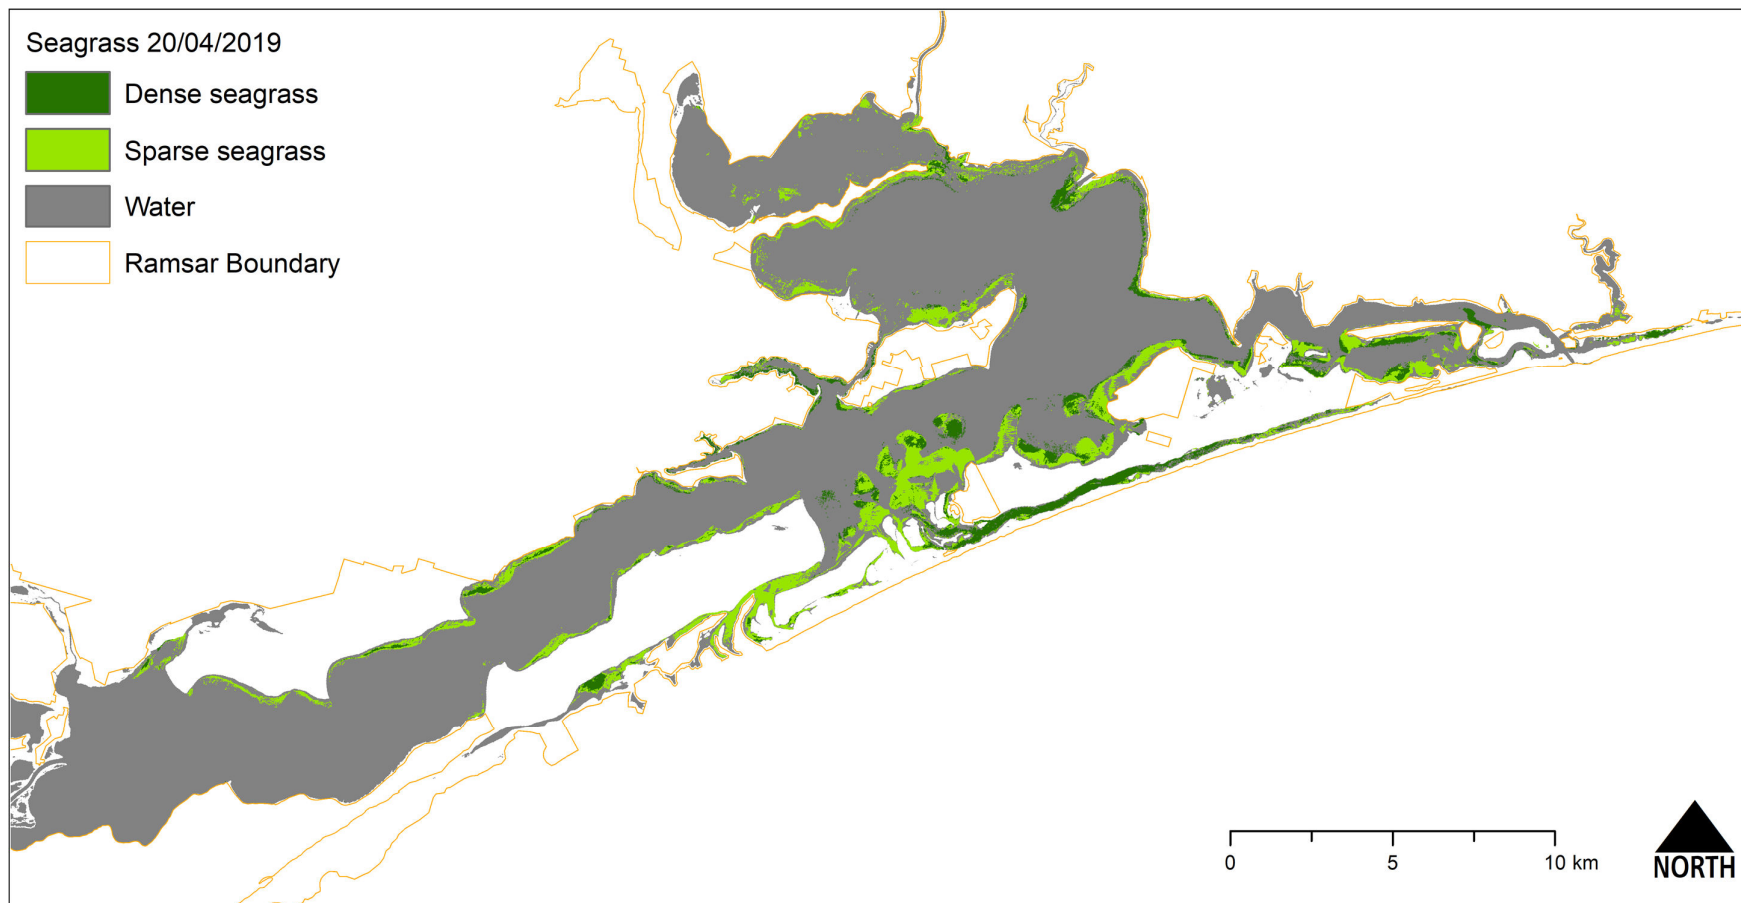 Seagrass 20/04/2019
Dense seagrass
Sparse seagrass
Water
Ramsar Boundary
0 5 10 km
NORTH